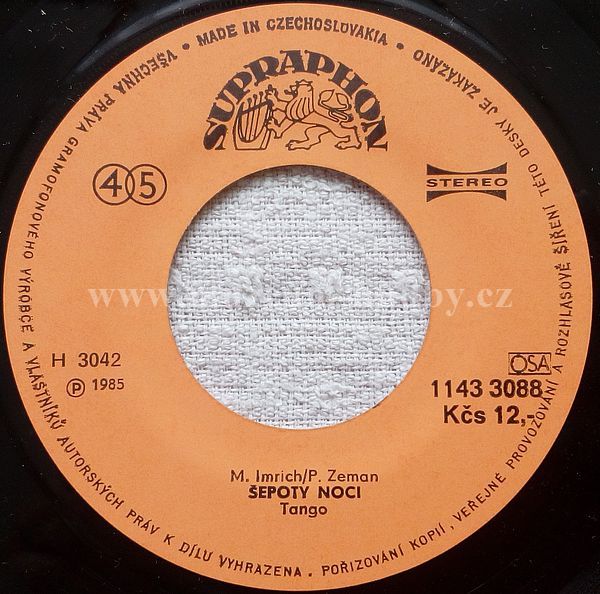 VŠECHNA PRÁVA GRAMOFONOVÉHO VÝROBCE A VLASTNÍKŮ AUTORSKÝCH PRÁV K DÍLU VYHRAZENA. POŘIZOVÁNÍ KOPIÍ, VEŘEJNÉ PROVOZOVÁNÍ A ROZHLASOVÉ ŠÍŘENÍ TÉTO DESKY JE ZAKÁZÁNO
• MADE IN CZECHOSLOVAKIA •
SUPRAPHON
45
STEREO
H 3042
Ⓟ 1985
OSA
1143 3088
Kčs 12,-
M. Imrich/P. Zeman
ŠEPOTY NOCI
Tango